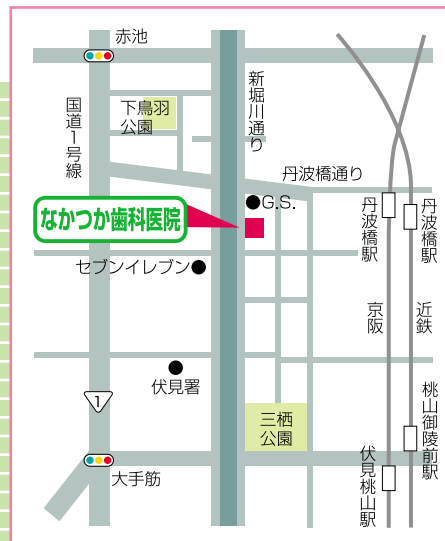 赤池
国道1号線
下鳥羽
公園
新堀川通り
丹波橋通り
G.S.
なかつか歯科医院
丹波橋駅
丹波橋駅
セブンイレブン
京阪
近鉄
伏見署
1
三栖
公園
桃山御陵前駅
大手筋
伏見桃山駅